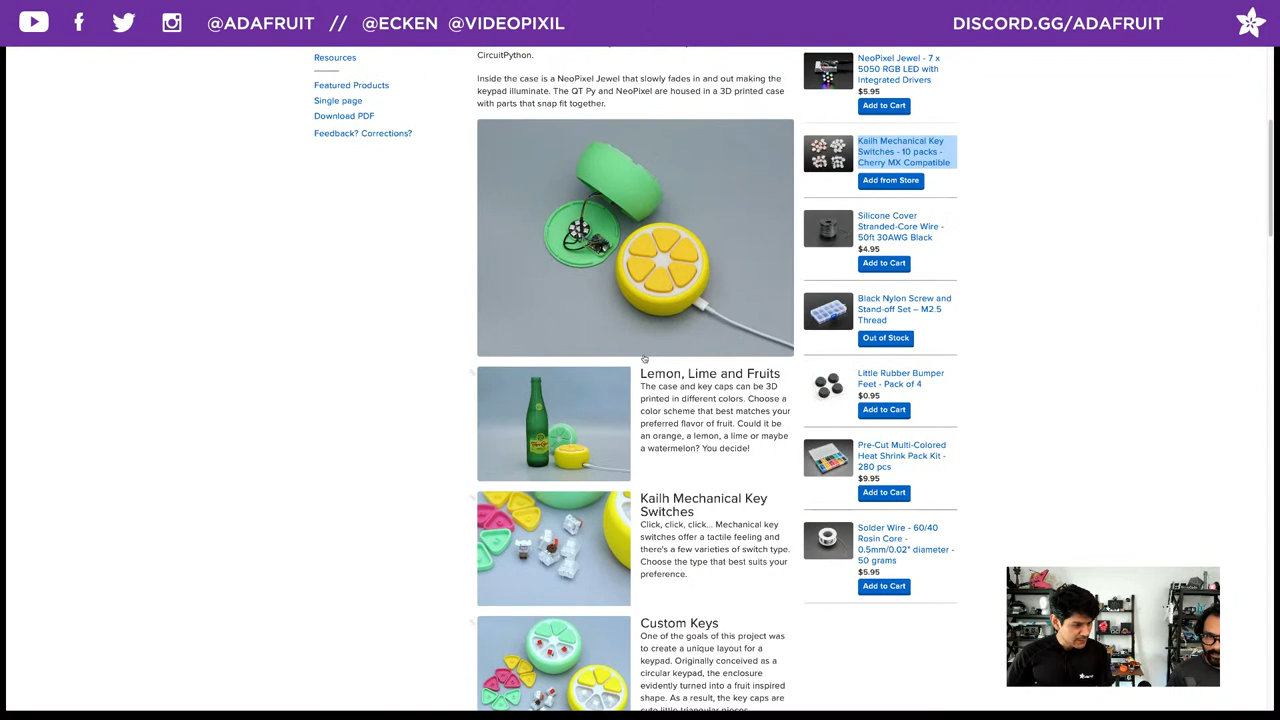 @ADAFRUIT // @ECKEN @VIDEOPIXIL
DISCORD.GG/ADAFRUIT
Resources
Featured Products
Single page
Download PDF
Feedback? Corrections?
CircuitPython.
Inside the case is a NeoPixel Jewel that slowly fades in and out making the
keypad illuminate. The QT Py and NeoPixel are housed in a 3D printed case
with parts that snap fit together.
Lemon, Lime and Fruits
The case and key caps can be 3D
printed in different colors. Choose a
color scheme that best matches your
preferred flavor of fruit. Could it be
an orange, a lemon, a lime or maybe
a watermelon? You decide!
Kailh Mechanical Key
Switches
Click, click, click... Mechanical key
switches offer a tactile feeling and
there's a few varieties of switch type.
Choose the type that best suits your
preference.
Custom Keys
One of the goals of this project was
to create a unique layout for a
keypad. Originally conceived as a
circular keypad, the enclosure
evidently turned into a fruit inspired
shape. As a result, the key caps are
cute little triangular pieces
NeoPixel Jewel - 7 x
5050 RGB LED with
Integrated Drivers
$5.95
Add to Cart
Kailh Mechanical Key
Switches - 10 packs -
Cherry MX Compatible
Add from Store
Silicone Cover
Stranded-Core Wire -
50ft 30AWG Black
$4.95
Add to Cart
Black Nylon Screw and
Stand-off Set – M2.5
Thread
Out of Stock
Little Rubber Bumper
Feet - Pack of 4
$0.95
Add to Cart
Pre-Cut Multi-Colored
Heat Shrink Pack Kit -
280 pcs
$9.95
Add to Cart
Solder Wire - 60/40
Rosin Core -
0.5mm/0.02" diameter -
50 grams
$5.95
Add to Cart